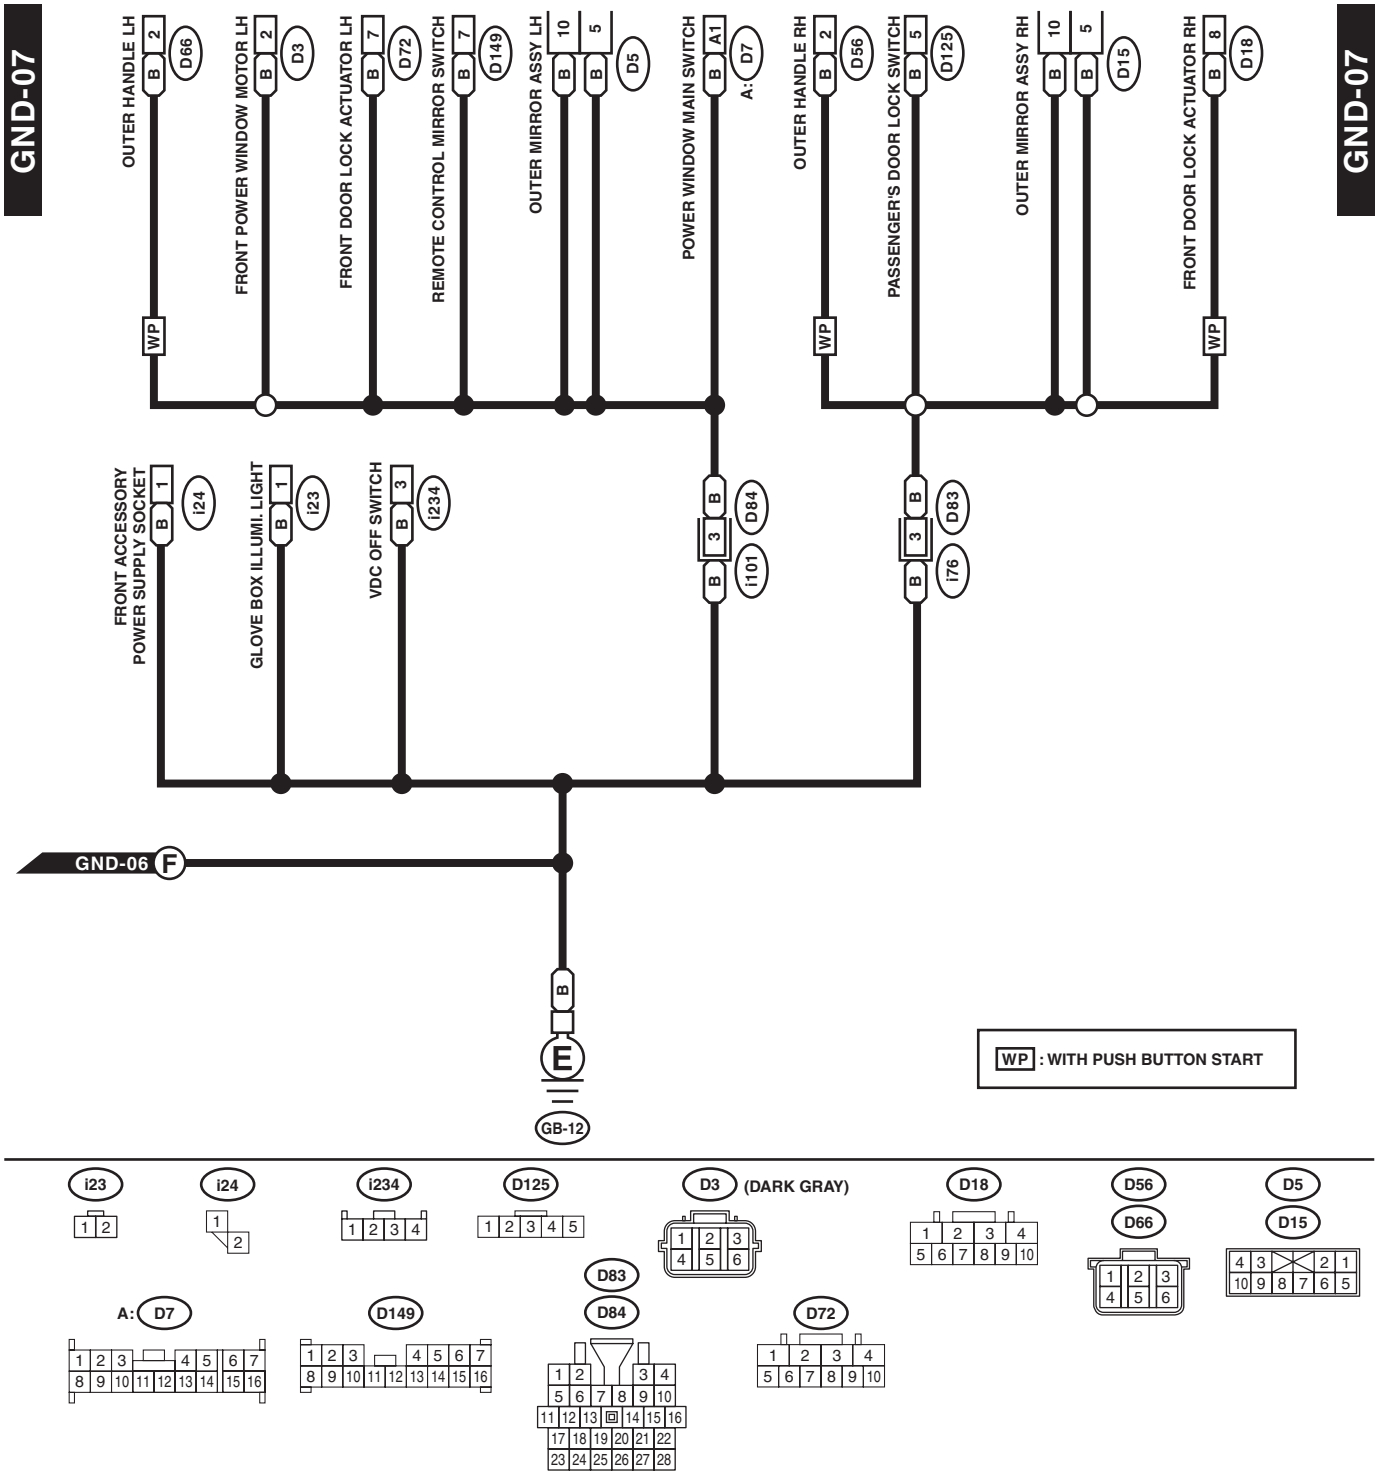 GND-07
GND-07
OUTER HANDLE LH
2
B
D66
FRONT POWER WINDOW MOTOR LH
2
B
D3
FRONT DOOR LOCK ACTUATOR LH
7
B
D72
REMOTE CONTROL MIRROR SWITCH
7
B
D149
OUTER MIRROR ASSY LH
10
5
B
B
D5
POWER WINDOW MAIN SWITCH
A1
B
A: D7
OUTER HANDLE RH
2
B
D56
PASSENGER'S DOOR LOCK SWITCH
5
B
D125
OUTER MIRROR ASSY RH
10
5
B
B
D15
FRONT DOOR LOCK ACTUATOR RH
8
B
D18
WP
WP
WP
FRONT ACCESSORY
POWER SUPPLY SOCKET
1
B
i24
GLOVE BOX ILLUMI. LIGHT
1
B
i23
VDC OFF SWITCH
3
B
i234
B
D84
3
B
i101
B
D83
3
B
i76
GND-06 F
B
E
GB-12
WP : WITH PUSH BUTTON START
i23
1 2
i24
1
2
i234
1 2 3 4
D125
1 2 3 4 5
D3 (DARK GRAY)
1 2 3
4 5 6
D18
1 2 3 4
5 6 7 8 9 10
D56
D66
1 2 3
4 5 6
D5
D15
4 3 2 1
10 9 8 7 6 5
A: D7
1 2 3 4 5 6 7
8 9 10 11 12 13 14 15 16
D149
1 2 3 4 5 6 7
8 9 10 11 12 13 14 15 16
D83
D84
1 2 3 4
5 6 7 8 9 10
11 12 13 14 15 16
17 18 19 20 21 22
23 24 25 26 27 28
D72
1 2 3 4
5 6 7 8 9 10